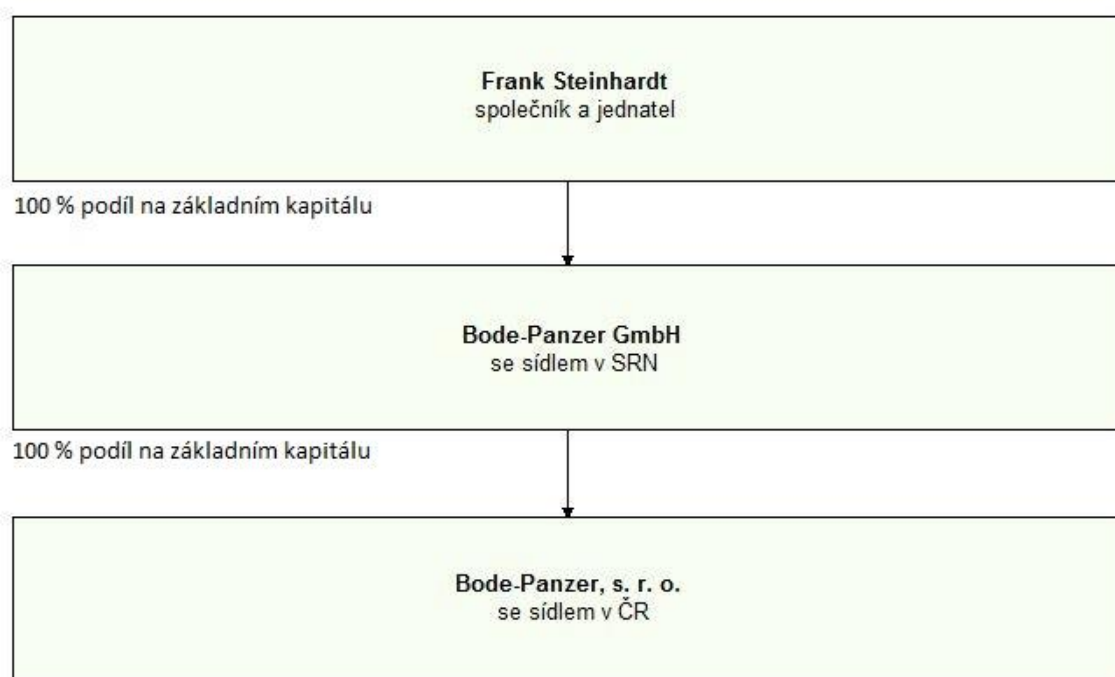 Frank Steinhardt
společník a jednatel
100 % podíl na základním kapitálu
Bode-Panzer GmbH
se sídlem v SRN
100 % podíl na základním kapitálu
Bode-Panzer, s. r. o.
se sídlem v ČR